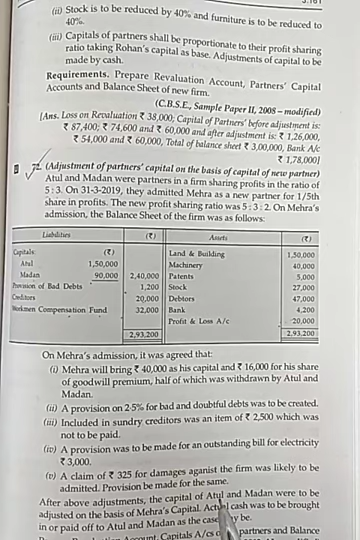 (ii) Stock is to be reduced by 40% and furniture is to be reduced to
40%.
(iii) Capitals of partners shall be proportionate to their profit sharing
ratio taking Rohan's capital as base. Adjustments of capital to be
made by cash.
Requirements. Prepare Revaluation Account, Partners' Capital
Accounts and Balance Sheet of new firm.
(C.B.S.E., Sample Paper II, 2008 – modified)
[Ans. Loss on Revaluation ₹ 38,000; Capital of Partners' before adjustment is:
₹ 87,400; ₹ 74,600 and ₹ 60,000 and after adjustment is: ₹ 1,26,000,
₹ 54,000 and ₹ 60,000, Total of balance sheet ₹ 3,00,000, Bank A/c
₹ 1,78,000]
72. (Adjustment of partners' capital on the basis of capital of new partner)
Atul and Madan were partners in a firm sharing profits in the ratio of
5 : 3. On 31-3-2019, they admitted Mehra as a new partner for 1/5th
share in profits. The new profit sharing ratio was 5 : 3 : 2. On Mehra's
admission, the Balance Sheet of the firm was as follows:
Liabilities (₹) Assets (₹)
Capitals: (₹) Land & Building 1,50,000
Atul 1,50,000 Machinery 40,000
Madan 90,000 2,40,000 Patents 5,000
Provision of Bad Debts 1,200 Stock 27,000
Creditors 20,000 Debtors 47,000
Workmen Compensation Fund 32,000 Bank 4,200
Profit & Loss A/c 20,000
2,93,200 2,93,200
On Mehra's admission, it was agreed that:
(i) Mehra will bring ₹ 40,000 as his capital and ₹ 16,000 for his share
of goodwill premium, half of which was withdrawn by Atul and
Madan.
(ii) A provision on 2·5% for bad and doubtful debts was to be created.
(iii) Included in sundry creditors was an item of ₹ 2,500 which was
not to be paid.
(iv) A provision was to be made for an outstanding bill for electricity
₹ 3,000.
(v) A claim of ₹ 325 for damages aganist the firm was likely to be
admitted. Provision be made for the same.
After above adjustments, the capital of Atul and Madan were to be
adjusted on the basis of Mehra's Capital. cash was to be brought
in or paid off to Atul and Madan as the be.
Account, Capitals A/cs partners and Balance